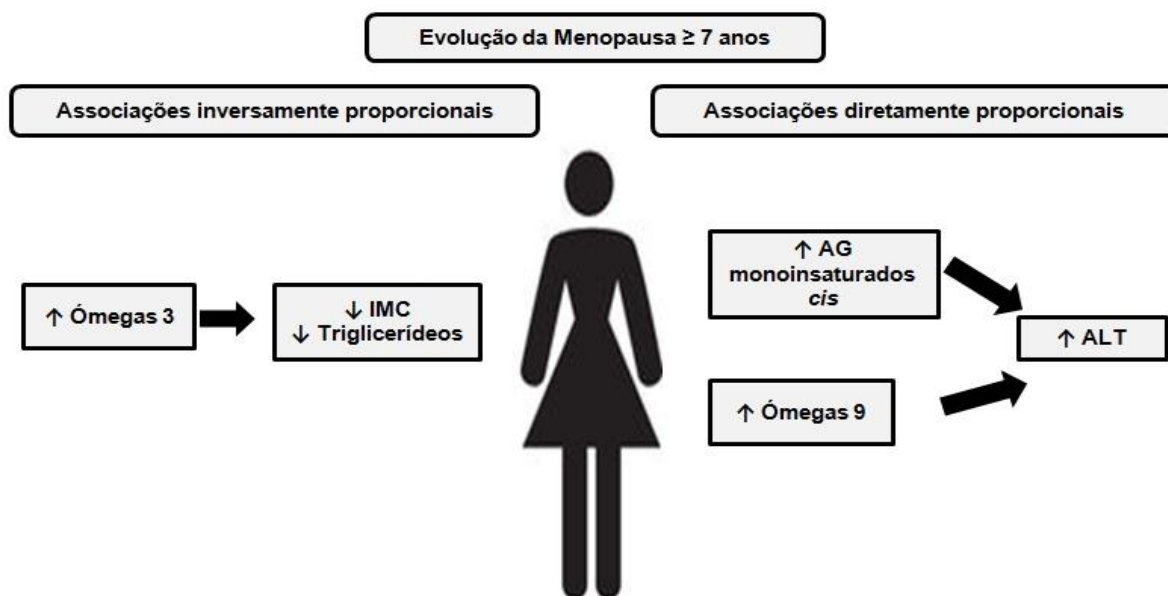 Evolução da Menopausa ≥ 7 anos
Associações inversamente proporcionais
Associações diretamente proporcionais
↑ Ómegas 3
↓ IMC
↓ Triglicerídeos
↑ AG
monoinsaturados
cis
↑ Ómegas 9
↑ ALT